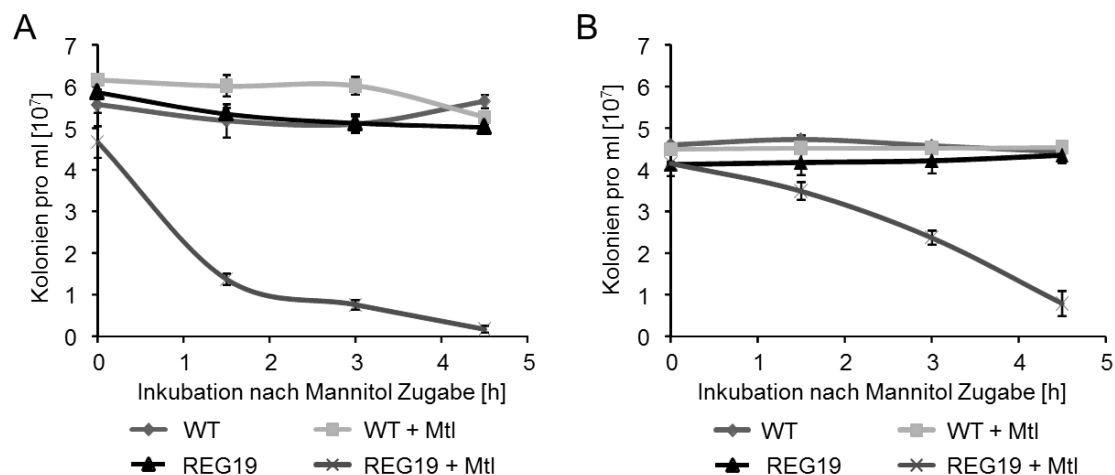 A
Kolonien pro ml [10⁷]
7
6
5
4
3
2
1
0
0 1 2 3 4 5
Inkubation nach Mannitol Zugabe [h]
WT WT + Mtl
REG19 REG19 + Mtl
B
Kolonien pro ml [10⁷]
7
6
5
4
3
2
1
0
0 1 2 3 4 5
Inkubation nach Mannitol Zugabe [h]
WT WT + Mtl
REG19 REG19 + Mtl